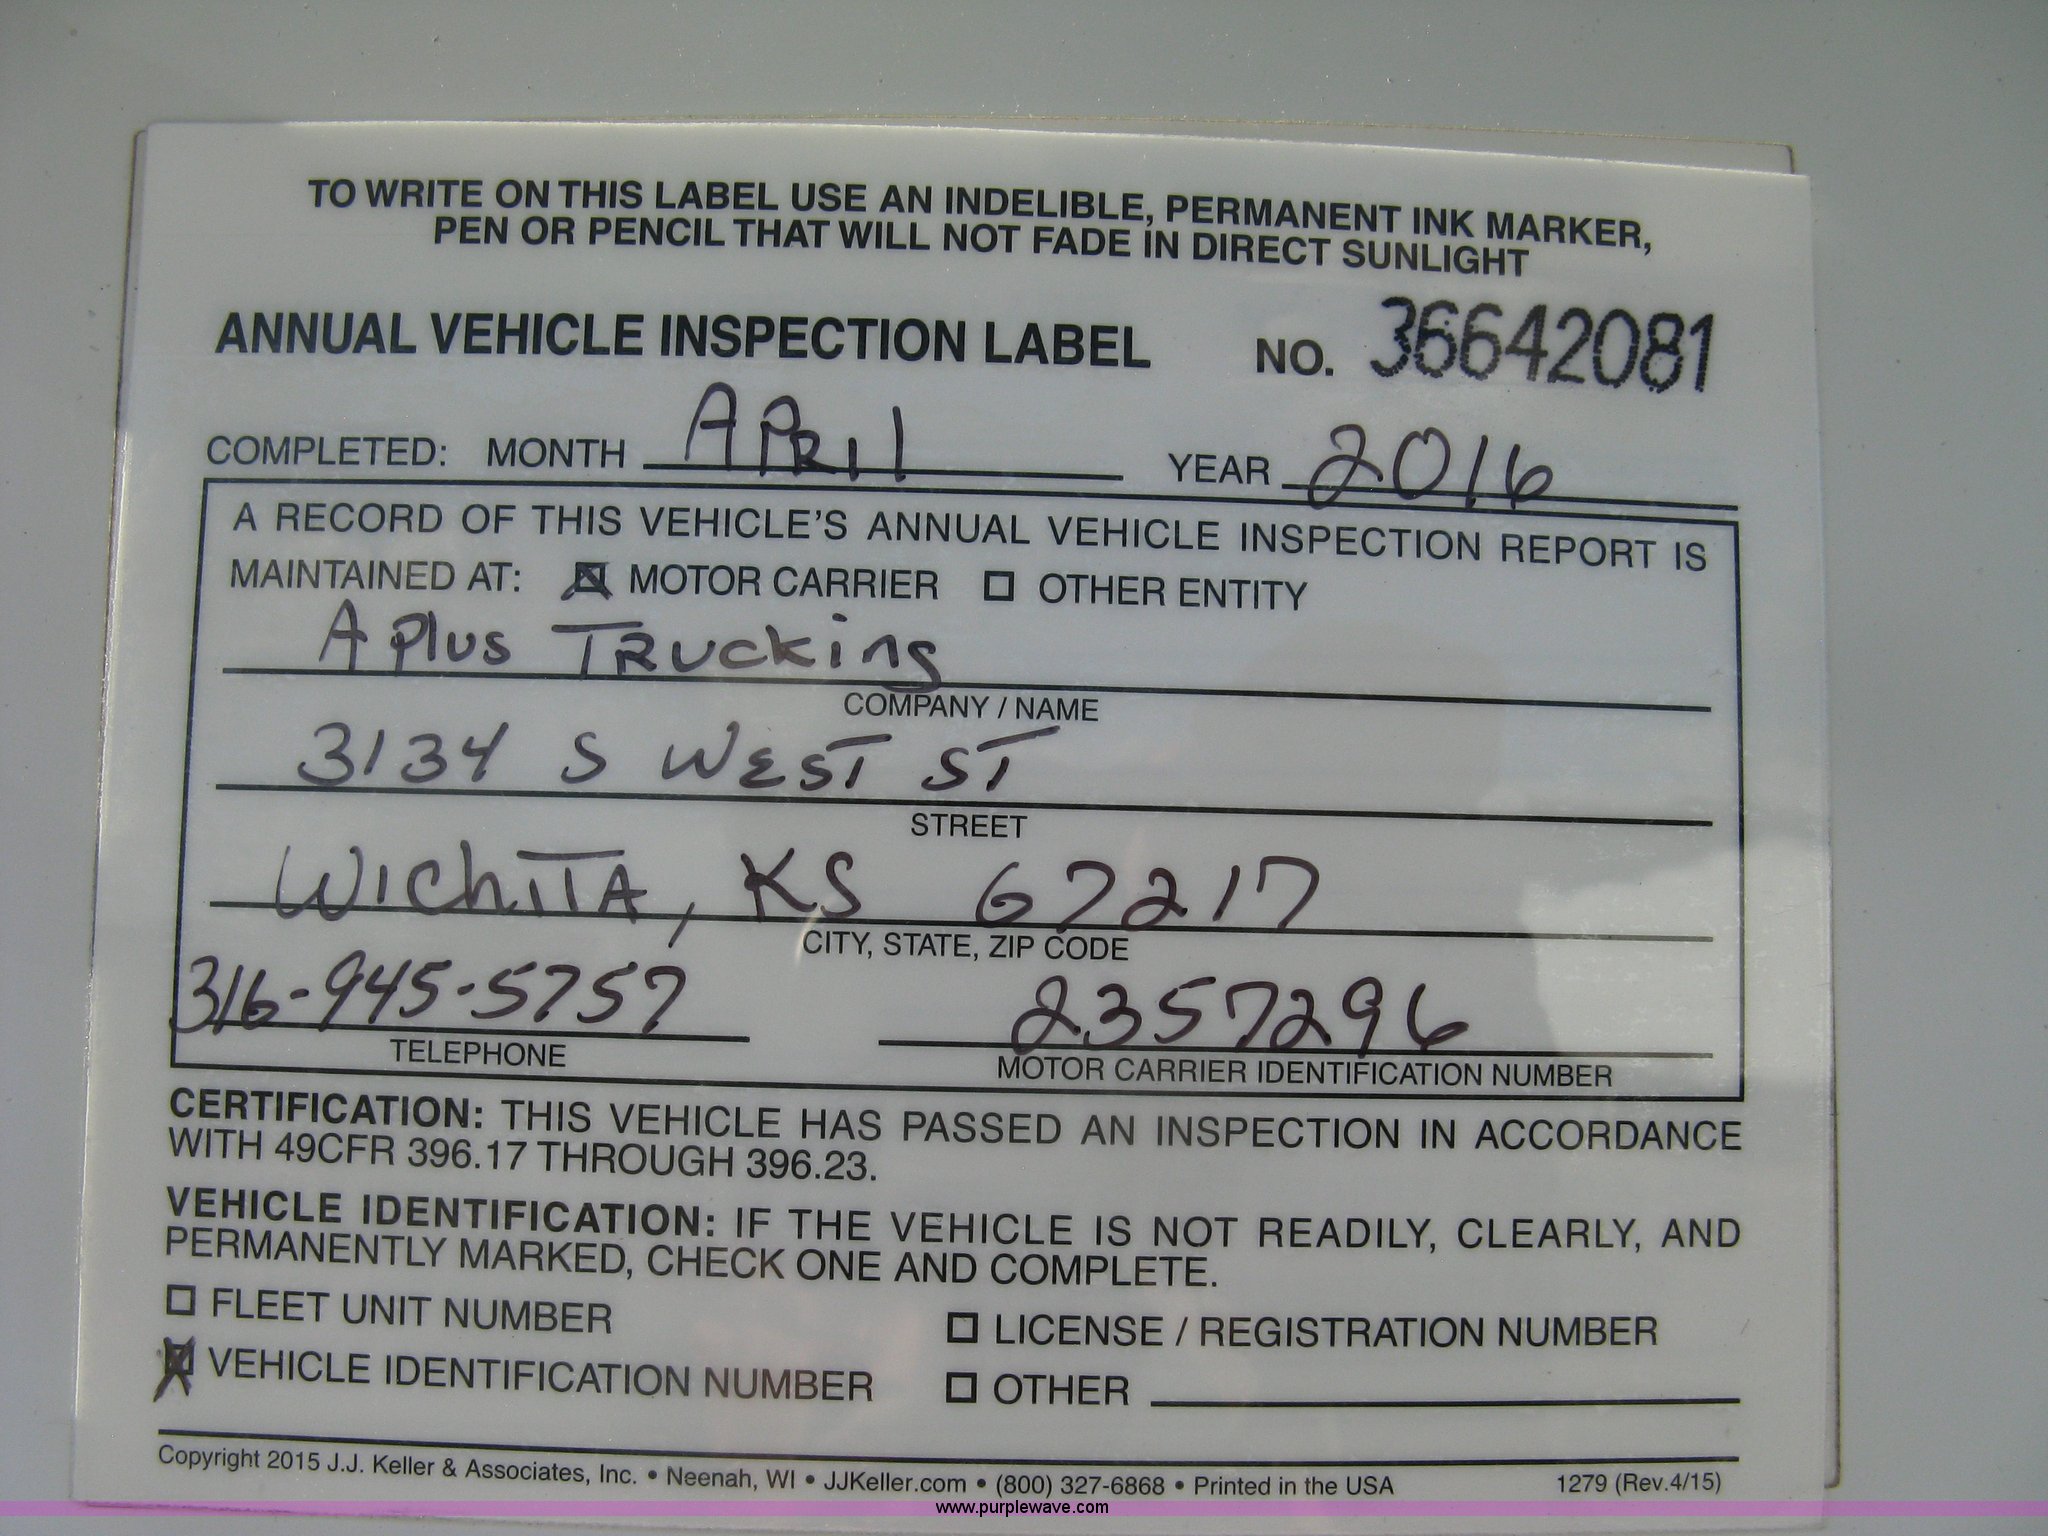 TO WRITE ON THIS LABEL USE AN INDELIBLE, PERMANENT INK MARKER,
PEN OR PENCIL THAT WILL NOT FADE IN DIRECT SUNLIGHT
ANNUAL VEHICLE INSPECTION LABEL NO. 36642081
COMPLETED: MONTH APRIl YEAR 2016
A RECORD OF THIS VEHICLE'S ANNUAL VEHICLE INSPECTION REPORT IS
MAINTAINED AT: ☒ MOTOR CARRIER ☐ OTHER ENTITY
A Plus TRucking
COMPANY / NAME
3134 S WEST ST
STREET
WichiTTA, KS 67217
CITY, STATE, ZIP CODE
316-945-5757 2357296
TELEPHONE MOTOR CARRIER IDENTIFICATION NUMBER
CERTIFICATION: THIS VEHICLE HAS PASSED AN INSPECTION IN ACCORDANCE
WITH 49CFR 396.17 THROUGH 396.23.
VEHICLE IDENTIFICATION: IF THE VEHICLE IS NOT READILY, CLEARLY, AND
PERMANENTLY MARKED, CHECK ONE AND COMPLETE.
☐ FLEET UNIT NUMBER ☐ LICENSE / REGISTRATION NUMBER
☒ VEHICLE IDENTIFICATION NUMBER ☐ OTHER
Copyright 2015 J.J. Keller & Associates, Inc. • Neenah, WI • JJKeller.com • (800) 327-6868 • Printed in the USA 1279 (Rev.4/15)
www.purplewave.com